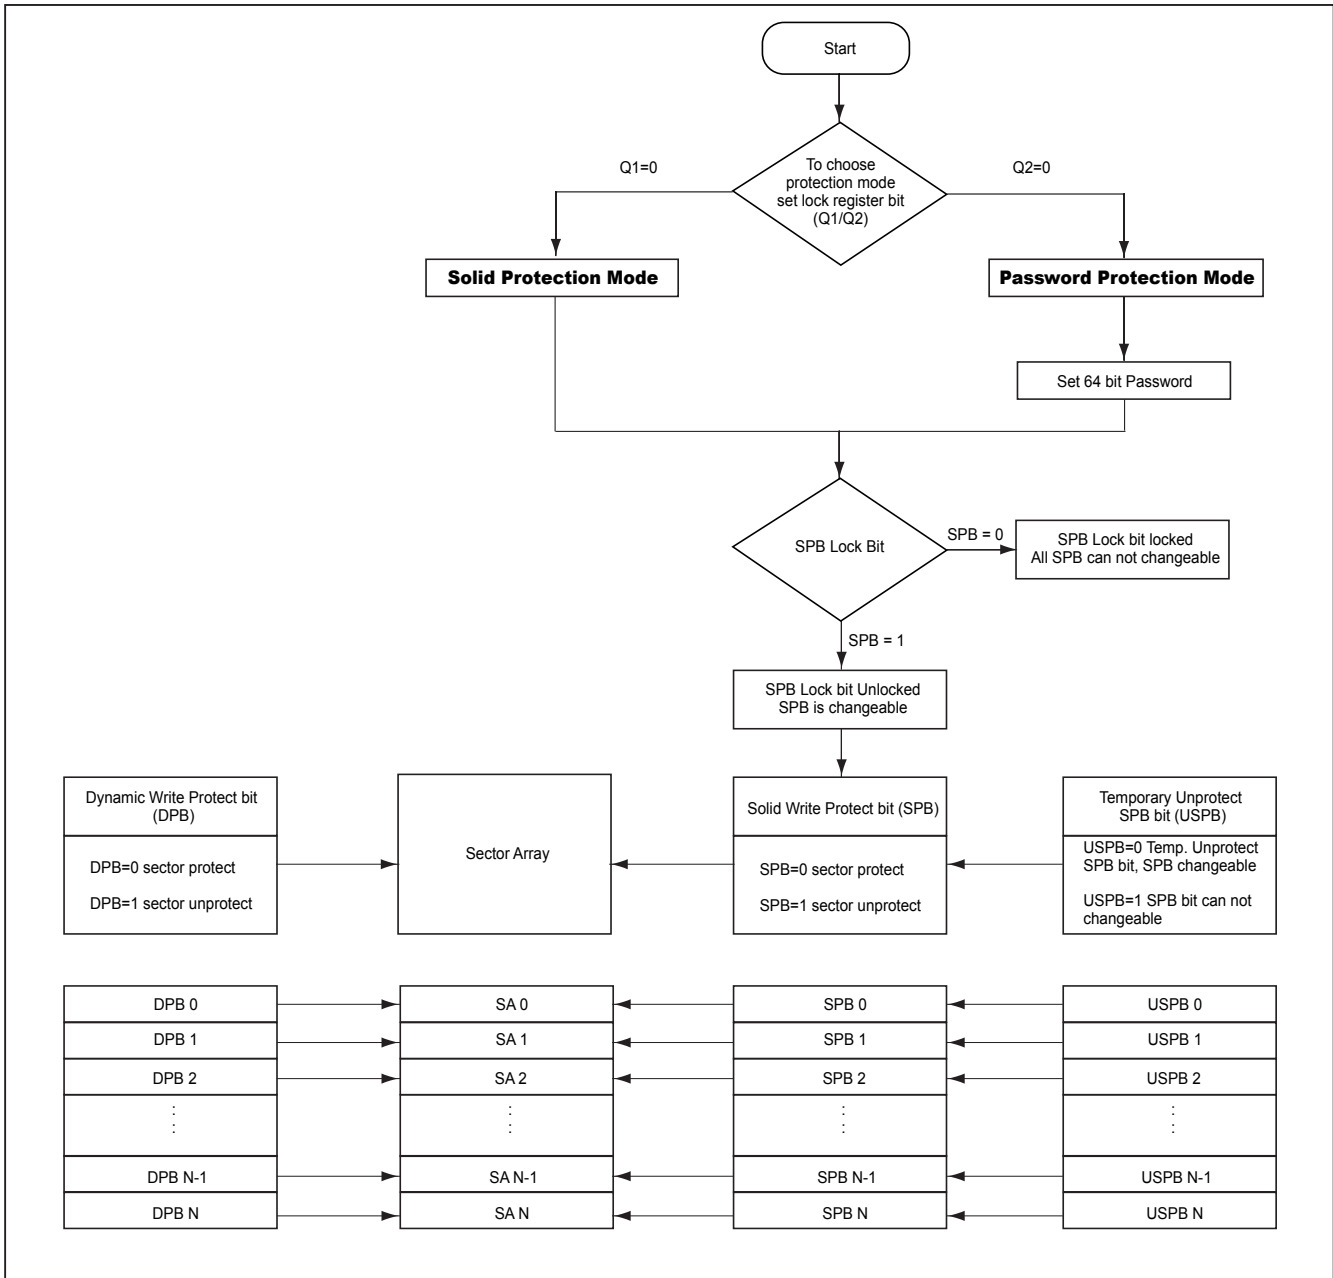 Start
To choose
protection mode
set lock register bit
(Q1/Q2)
Q1=0
Q2=0
Solid Protection Mode
Password Protection Mode
Set 64 bit Password
SPB Lock Bit
SPB = 0
SPB Lock bit locked
All SPB can not changeable
SPB = 1
SPB Lock bit Unlocked
SPB is changeable
Dynamic Write Protect bit
(DPB)
DPB=0 sector protect
DPB=1 sector unprotect
Sector Array
Solid Write Protect bit (SPB)
SPB=0 sector protect
SPB=1 sector unprotect
Temporary Unprotect
SPB bit (USPB)
USPB=0 Temp. Unprotect
SPB bit, SPB changeable
USPB=1 SPB bit can not
changeable
DPB 0
SA 0
SPB 0
USPB 0
DPB 1
SA 1
SPB 1
USPB 1
DPB 2
SA 2
SPB 2
USPB 2
DPB N-1
SA N-1
SPB N-1
USPB N-1
DPB N
SA N
SPB N
USPB N